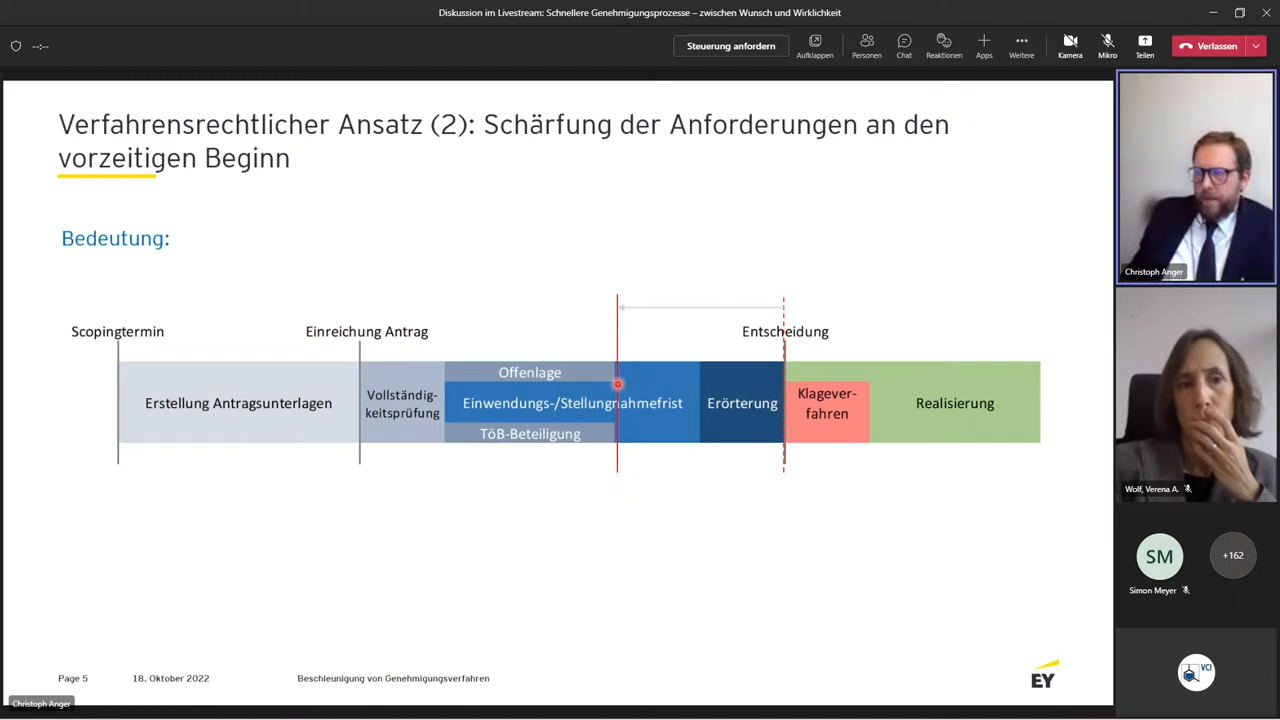 Diskussion im Livestream: Schnellere Genehmigungsprozesse – zwischen Wunsch und Wirklichkeit
--:--
Steuerung anfordern
Aufklappen
Personen
Chat
Reaktionen
Apps
Weitere
Kamera
Mikro
Teilen
Verlassen
Verfahrensrechtlicher Ansatz (2): Schärfung der Anforderungen an den
vorzeitigen Beginn
Bedeutung:
Scopingtermin
Einreichung Antrag
Entscheidung
Erstellung Antragsunterlagen
Vollständig-
keitsprüfung
Offenlage
Einwendungs-/Stellungnahmefrist
TöB-Beteiligung
Erörterung
Klagever-
fahren
Realisierung
Page 5
18. Oktober 2022
Beschleunigung von Genehmigungsverfahren
EY
Christoph Anger
Christoph Anger
Wolf, Verena A.
SM
Simon Meyer
+162
VCI